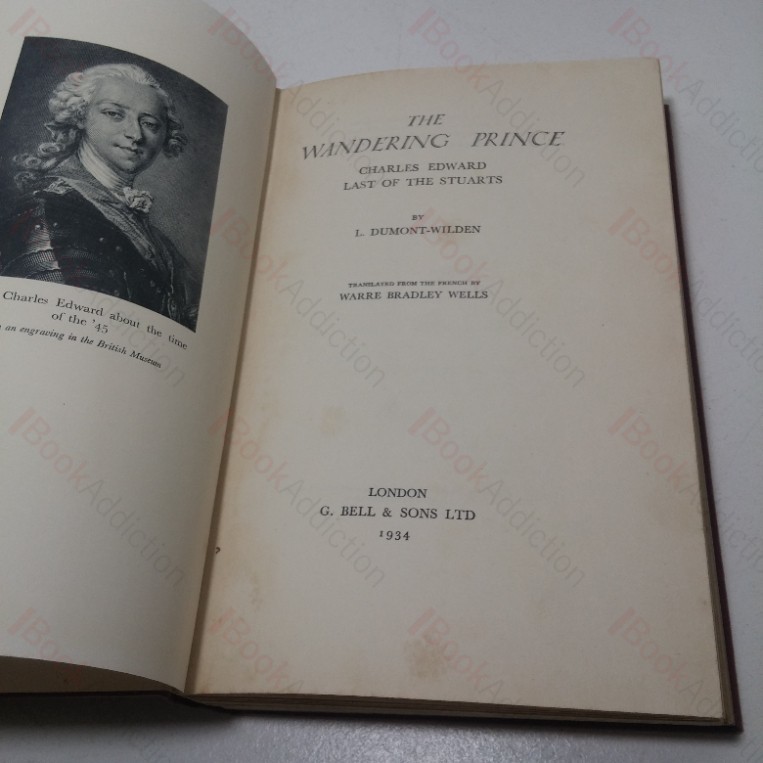 Charles Edward about the time
of the '45
an engraving in the British Museum
THE
WANDERING PRINCE
CHARLES EDWARD
LAST OF THE STUARTS
BY
L. DUMONT-WILDEN
TRANSLATED FROM THE FRENCH BY
WARRE BRADLEY WELLS
LONDON
G. BELL & SONS LTD
1934
BookAddiction